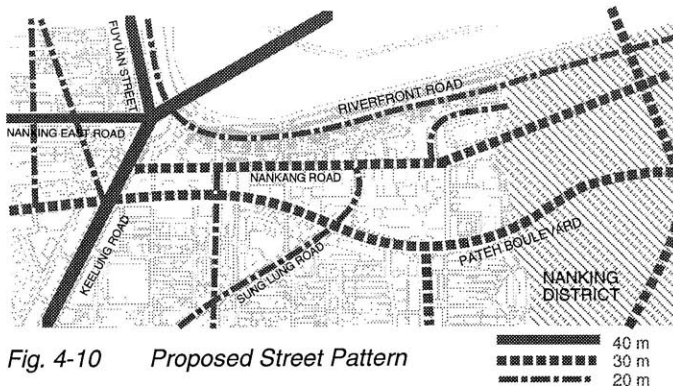 FUYUAN STREET
RIVERFRONT ROAD
NANKING EAST ROAD
NANKANG ROAD
KEELUNG ROAD
SUNG LUNG ROAD
PATEH BOULEVARD
NANKING
DISTRICT
Fig. 4-10 Proposed Street Pattern
40 m
30 m
20 m